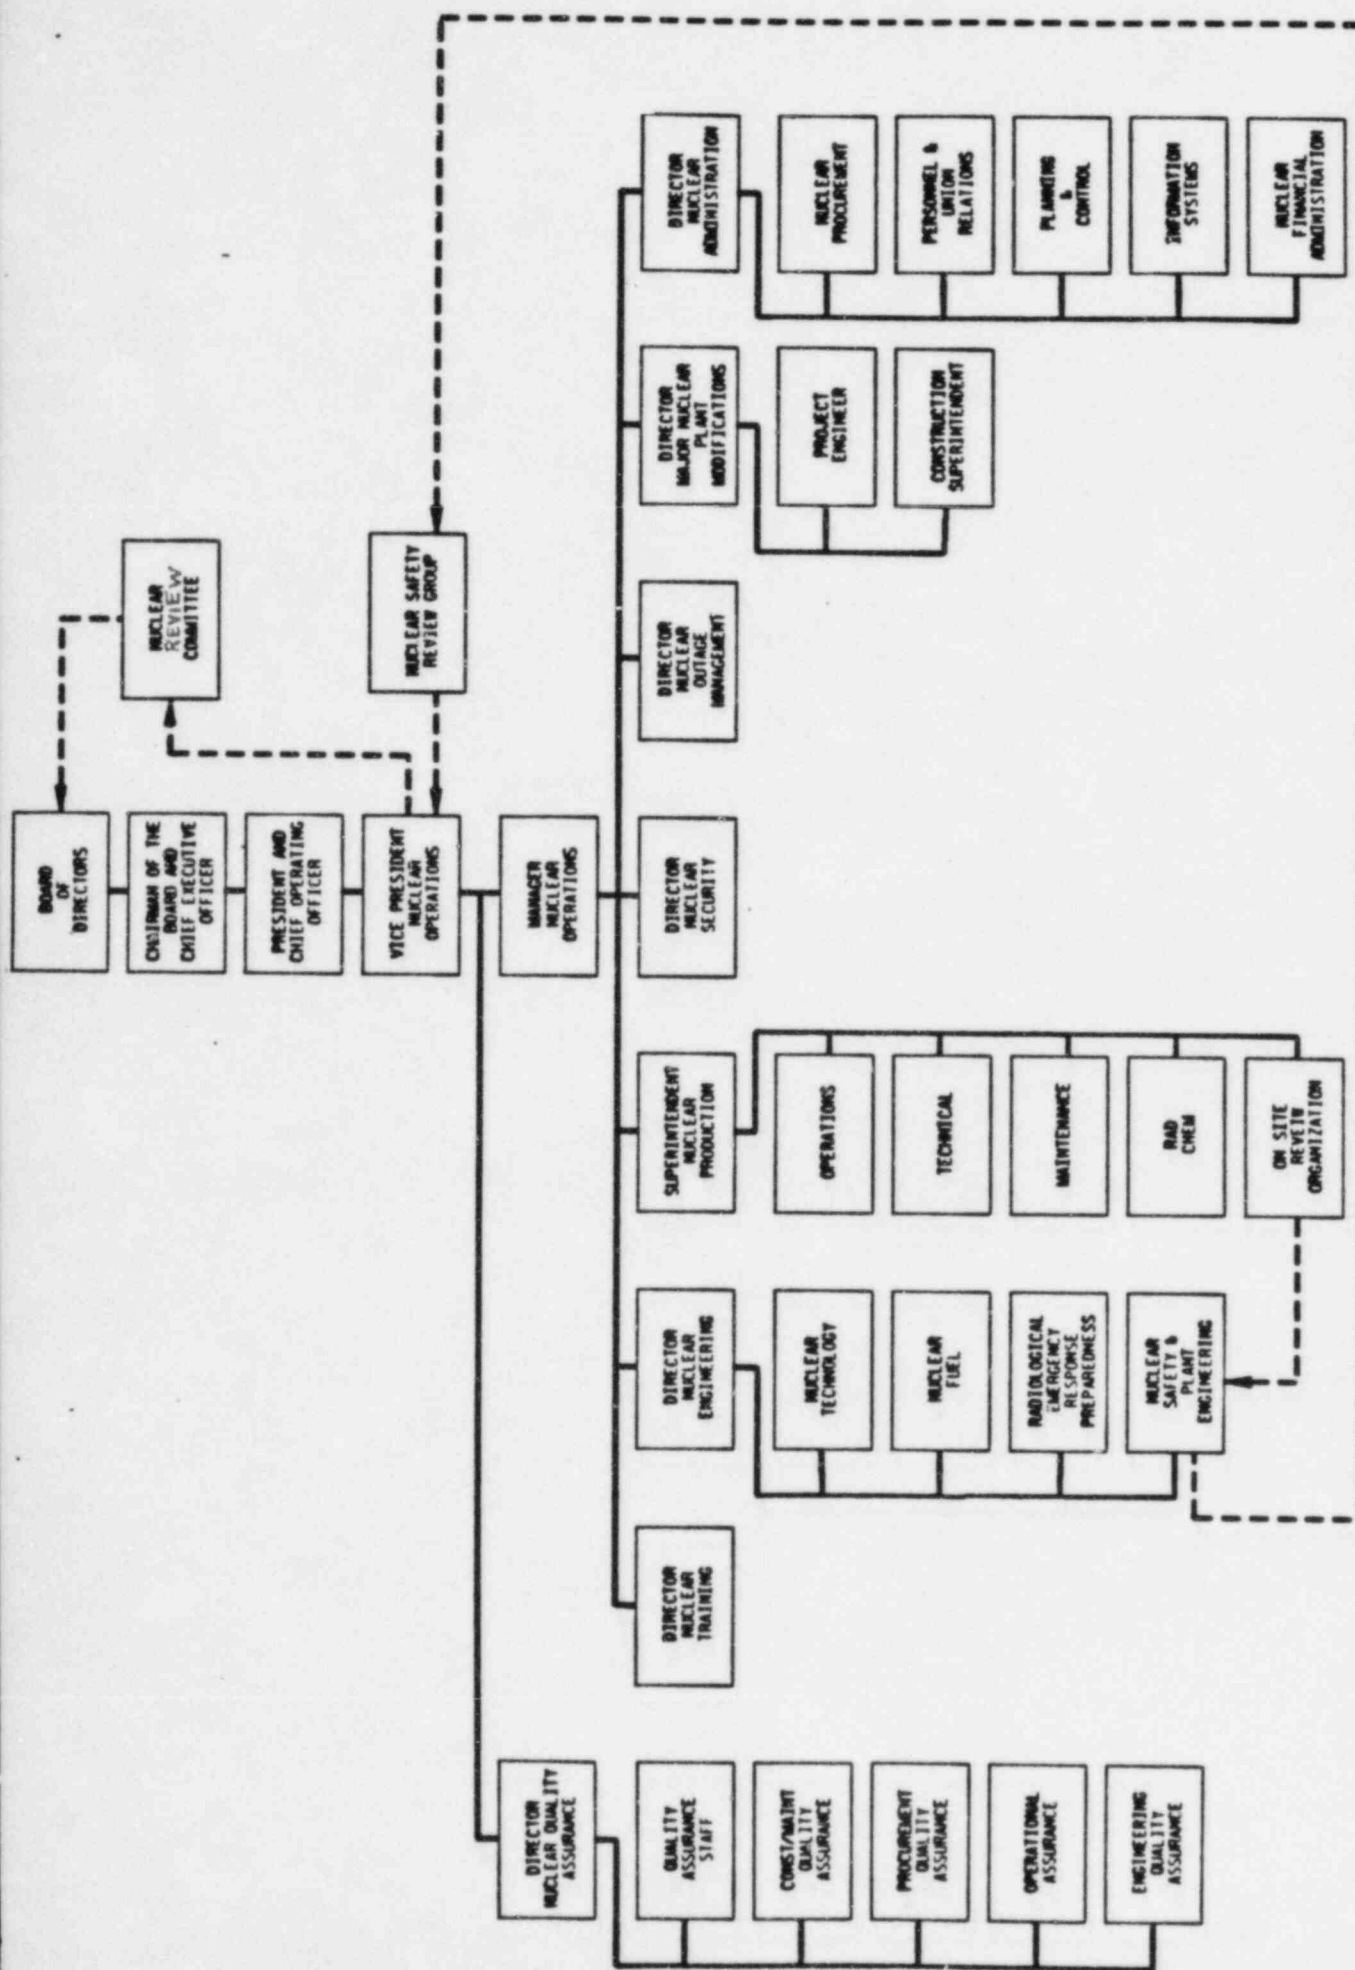 BOARD
OF
DIRECTORS
CHAIRMAN OF THE
BOARD AND
CHIEF EXECUTIVE
OFFICER
PRESIDENT AND
CHIEF OPERATING
OFFICER
VICE PRESIDENT
NUCLEAR
OPERATIONS
NUCLEAR
REVIEW
COMMITTEE
NUCLEAR SAFETY
REVIEW GROUP
MANAGER
NUCLEAR
OPERATIONS
DIRECTOR
NUCLEAR QUALITY
ASSURANCE
QUALITY
ASSURANCE
STAFF
CONST/MAINT
QUALITY
ASSURANCE
PROCUREMENT
QUALITY
ASSURANCE
OPERATIONAL
ASSURANCE
ENGINEERING
QUALITY
ASSURANCE
DIRECTOR
NUCLEAR
TRAINING
DIRECTOR
NUCLEAR
ENGINEERING
NUCLEAR
TECHNOLOGY
NUCLEAR
FUEL
RADIOLOGICAL
EMERGENCY
RESPONSE
PREPAREDNESS
NUCLEAR
SAFETY &
PLANT
ENGINEERING
SUPERINTENDENT
NUCLEAR
PRODUCTION
OPERATIONS
TECHNICAL
MAINTENANCE
RAD
CHEM
ON SITE
REVEIW
ORGANIZATION
DIRECTOR
NUCLEAR
SECURITY
DIRECTOR
NUCLEAR
OUTAGE
MANAGEMENT
DIRECTOR
MAJOR NUCLEAR
PLANT
MODIFICATIONS
PROJECT
ENGINEER
CONSTRUCTION
SUPERINTENDENT
DIRECTOR
NUCLEAR
ADMINISTRATION
NUCLEAR
PROCUREMENT
PERSONNEL &
UNION
RELATIONS
PLANNING
&
CONTROL
INFORMATION
SYSTEMS
NUCLEAR
FINANCIAL
ADMINISTRATION